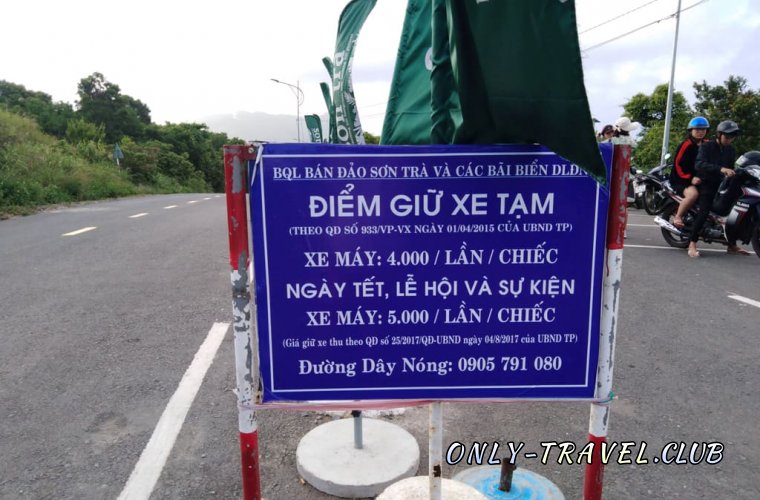 BQL BÁN ĐẢO SƠN TRÀ VÀ CÁC BÃI BIỂN DLĐN
ĐIỂM GIỮ XE TẠM
(THEO QĐ SỐ 933/VP-VX NGÀY 01/04/2015 CỦA UBND TP)
XE MÁY: 4.000 / LẦN / CHIẾC
NGÀY TẾT, LỄ HỘI VÀ SỰ KIỆN
XE MÁY: 5.000 / LẦN / CHIẾC
(Giá giữ xe thu theo QĐ số 25/2017/QĐ-UBND ngày 04/8/2017 của UBND TP)
Đường Dây Nóng: 0905 791 080
ONLY-TRAVEL.CLUB